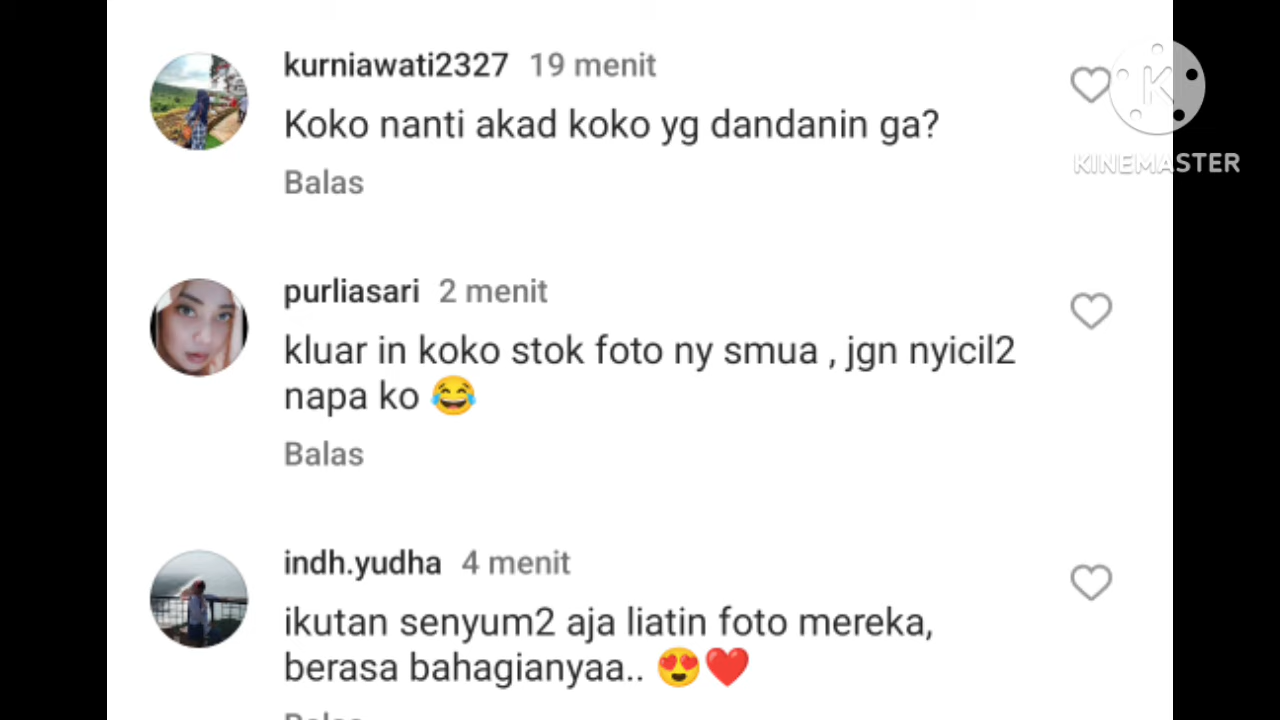 kurniawati2327 19 menit
Koko nanti akad koko yg dandanin ga?
Balas
K
KINEMASTER
purliasari 2 menit
kluar in koko stok foto ny smua , jgn nyicil2
napa ko 😂
Balas
indh.yudha 4 menit
ikutan senyum2 aja liatin foto mereka,
berasa bahagianyaa.. 😍❤️
Balas